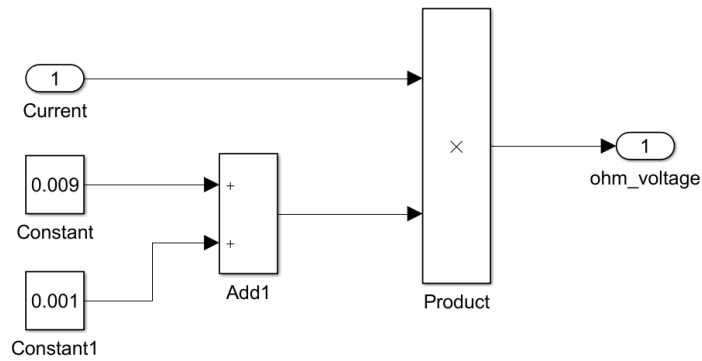 1
Current
0.009
Constant
0.001
Constant1
+
+
Add1
×
Product
1
ohm_voltage